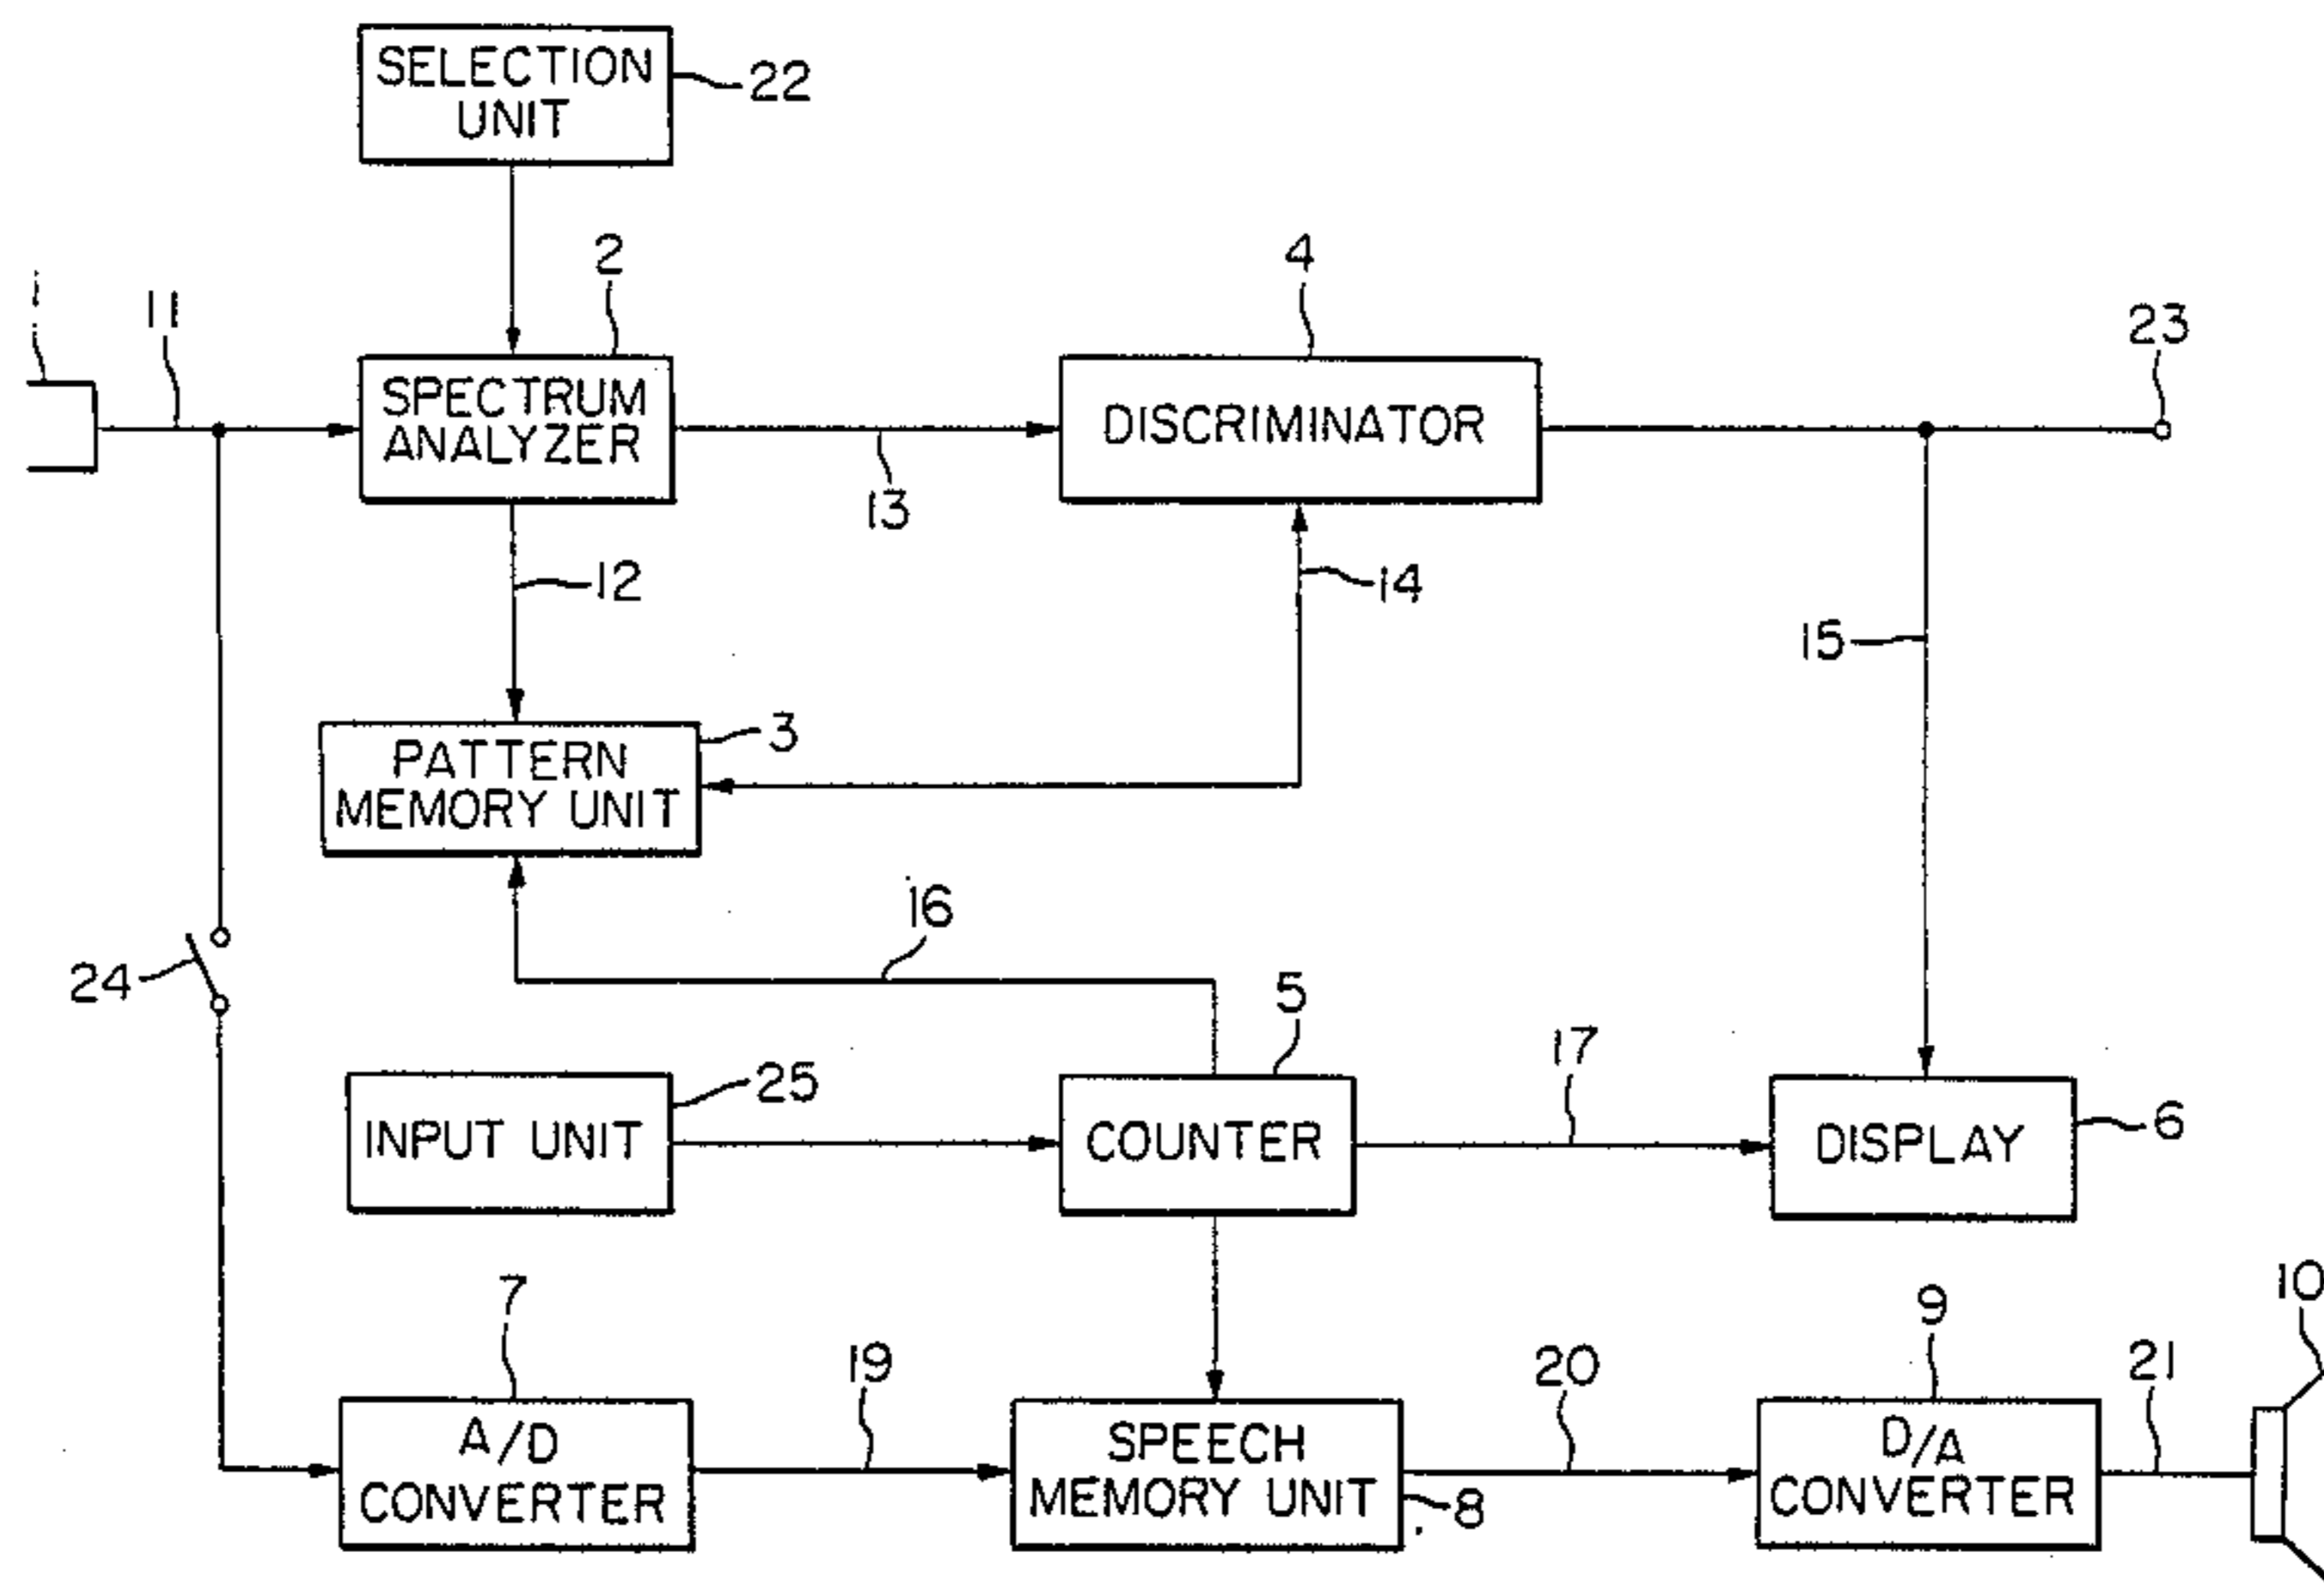 SELECTION
UNIT
22
2
4
1
11
23
SPECTRUM
ANALYZER
DISCRIMINATOR
13
12
14
15
3
PATTERN
MEMORY UNIT
16
24
5
17
25
INPUT UNIT
COUNTER
DISPLAY
6
7
19
20
9
21
10
A/D
CONVERTER
SPEECH
MEMORY UNIT
8
D/A
CONVERTER